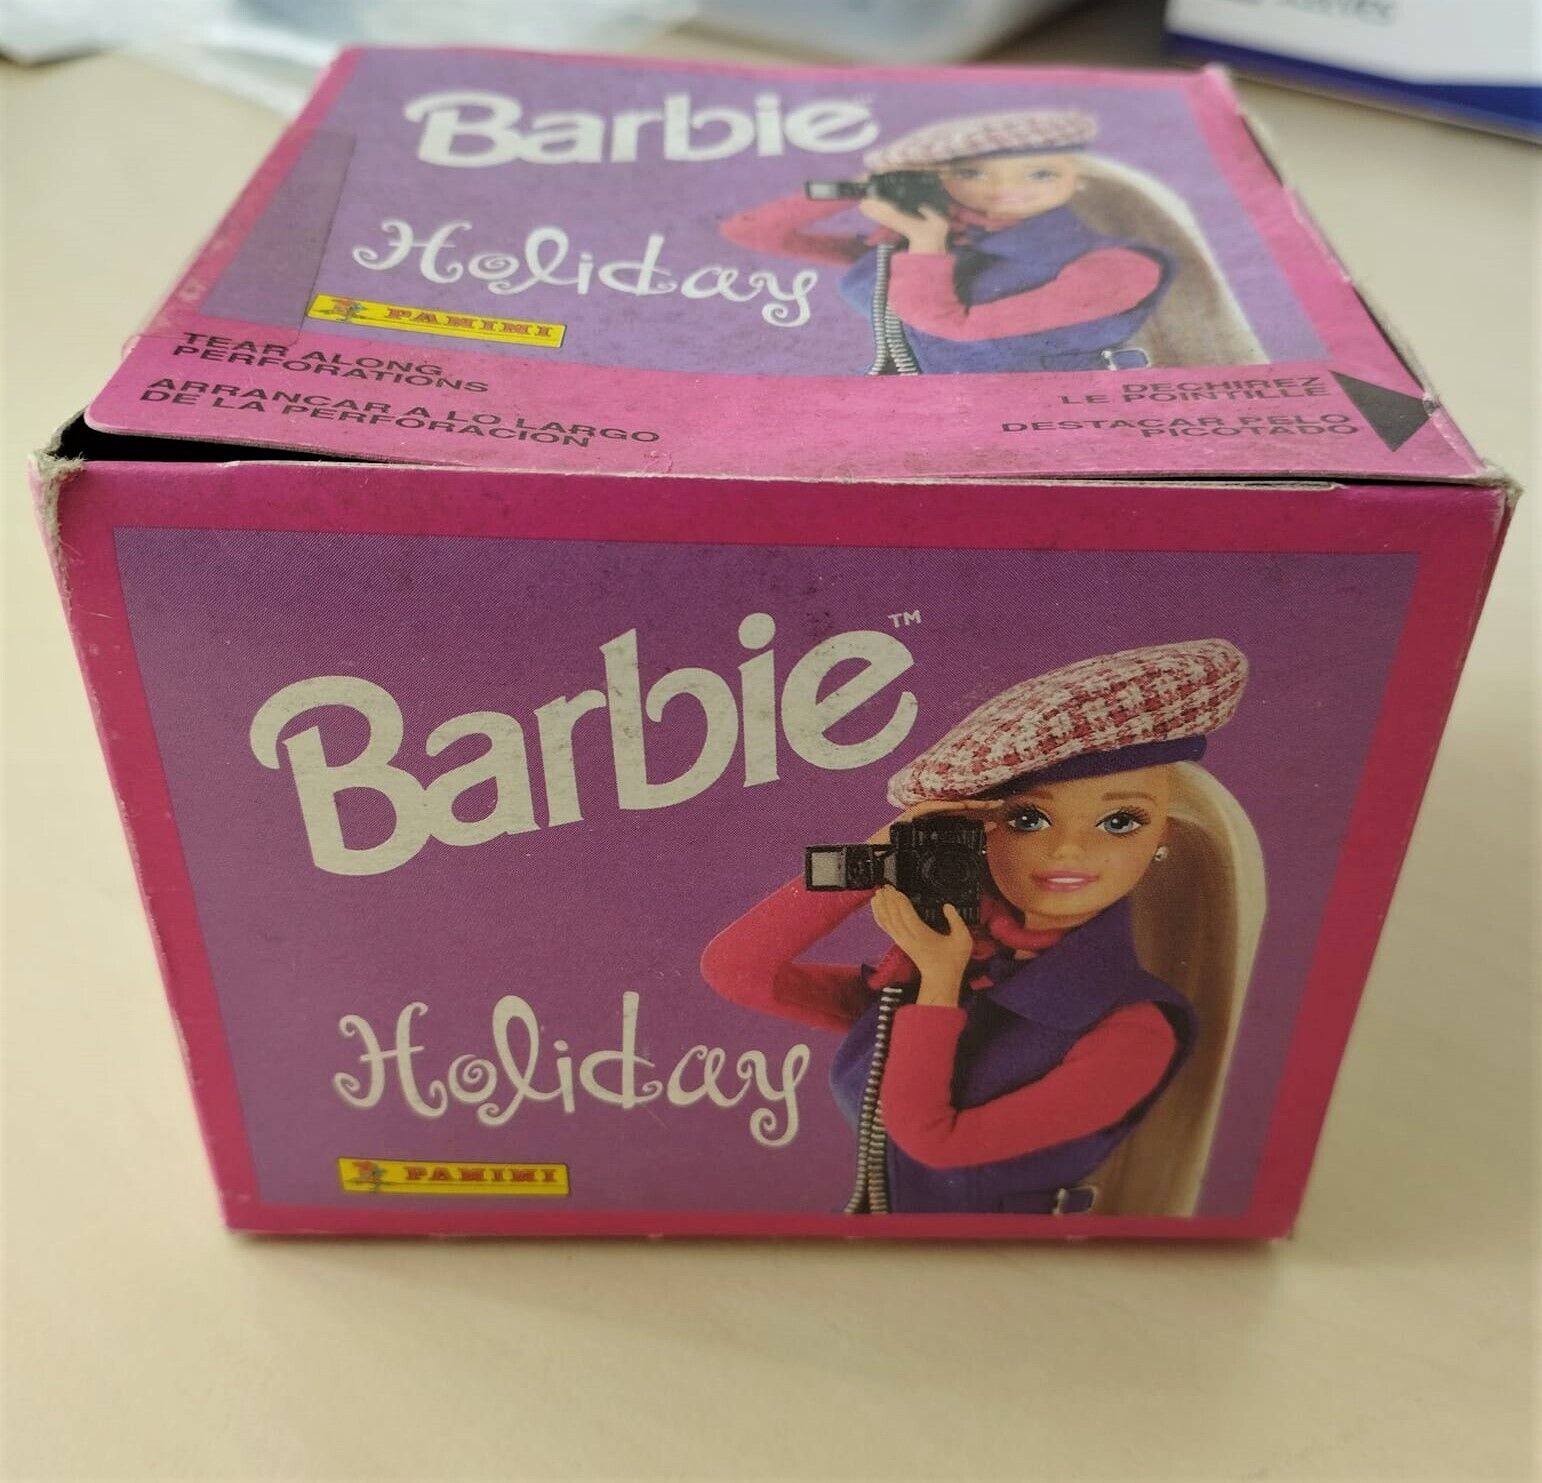 Barbie
Holiday
PANINI
TEAR ALONG
PERFORATIONS
ARRANCAR A LO LARGO
DE LA PERFORACION
DECHIREZ
LE POINTILLE
DESTACAR PELO
PICOTADO
Barbie™
Holiday
PANINI